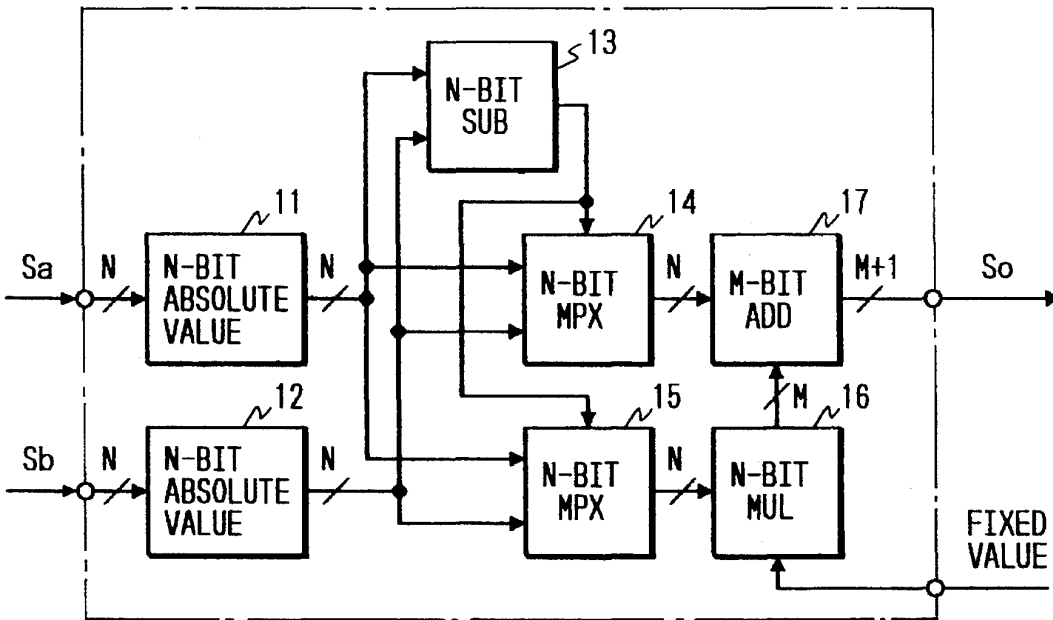 13
N-BIT
SUB
11
14
17
Sa
N
N-BIT
ABSOLUTE
VALUE
N
N-BIT
MPX
N
M-BIT
ADD
M+1
So
12
15
M
16
Sb
N
N-BIT
ABSOLUTE
VALUE
N
N-BIT
MPX
N
N-BIT
MUL
FIXED
VALUE